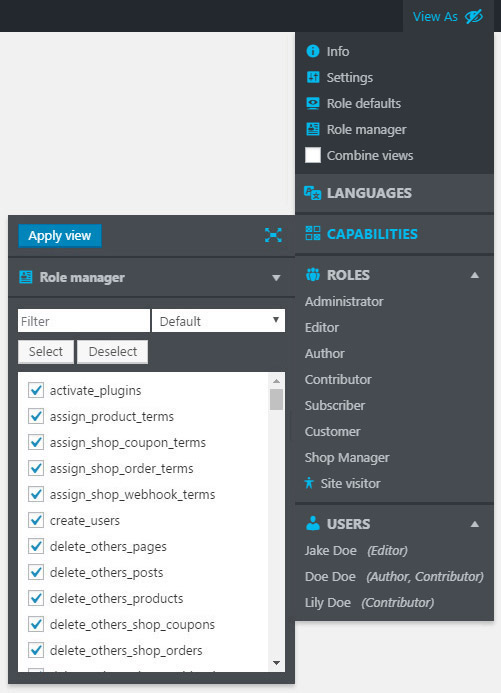 View As
Info
Settings
Role defaults
Role manager
Combine views
LANGUAGES
CAPABILITIES
ROLES
Administrator
Editor
Author
Contributor
Subscriber
Customer
Shop Manager
Site visitor
USERS
Jake Doe (Editor)
Doe Doe (Author, Contributor)
Lily Doe (Contributor)
Apply view
Role manager
Filter Default
Select Deselect
activate_plugins
assign_product_terms
assign_shop_coupon_terms
assign_shop_order_terms
assign_shop_webhook_terms
create_users
delete_others_pages
delete_others_posts
delete_others_products
delete_others_shop_coupons
delete_others_shop_orders